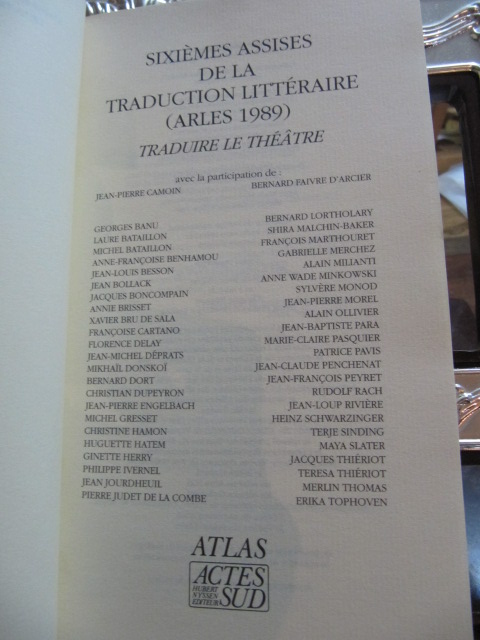 SIXIÈMES ASSISES
DE LA
TRADUCTION LITTÉRAIRE
(ARLES 1989)
TRADUIRE LE THÉÂTRE
avec la participation de :
JEAN-PIERRE CAMOIN
BERNARD FAIVRE D'ARCIER
GEORGES BANU
LAURE BATAILLON
MICHEL BATAILLON
ANNE-FRANÇOISE BENHAMOU
JEAN-LOUIS BESSON
JEAN BOLLACK
JACQUES BONCOMPAIN
ANNIE BRISSET
XAVIER BRU DE SALA
FRANÇOISE CARTANO
FLORENCE DELAY
JEAN-MICHEL DÉPRATS
MIKHAÏL DONSKOÏ
BERNARD DORT
CHRISTIAN DUPEYRON
JEAN-PIERRE ENGELBACH
MICHEL GRESSET
CHRISTINE HAMON
HUGUETTE HATEM
GINETTE HERRY
PHILIPPE IVERNEL
JEAN JOURDHEUIL
PIERRE JUDET DE LA COMBE
BERNARD LORTHOLARY
SHIRA MALCHIN-BAKER
FRANÇOIS MARTHOURET
GABRIELLE MERCHEZ
ALAIN MILIANTI
ANNE WADE MINKOWSKI
SYLVÈRE MONOD
JEAN-PIERRE MOREL
ALAIN OLLIVIER
JEAN-BAPTISTE PARA
MARIE-CLAIRE PASQUIER
PATRICE PAVIS
JEAN-CLAUDE PENCHENAT
JEAN-FRANÇOIS PEYRET
RUDOLF RACH
JEAN-LOUP RIVIÈRE
HEINZ SCHWARZINGER
TERJE SINDING
MAYA SLATER
JACQUES THIÉRIOT
TERESA THIÉRIOT
MERLIN THOMAS
ERIKA TOPHOVEN
ATLAS
ACTES
HUBERT
NYSSEN
EDITEUR
SUD